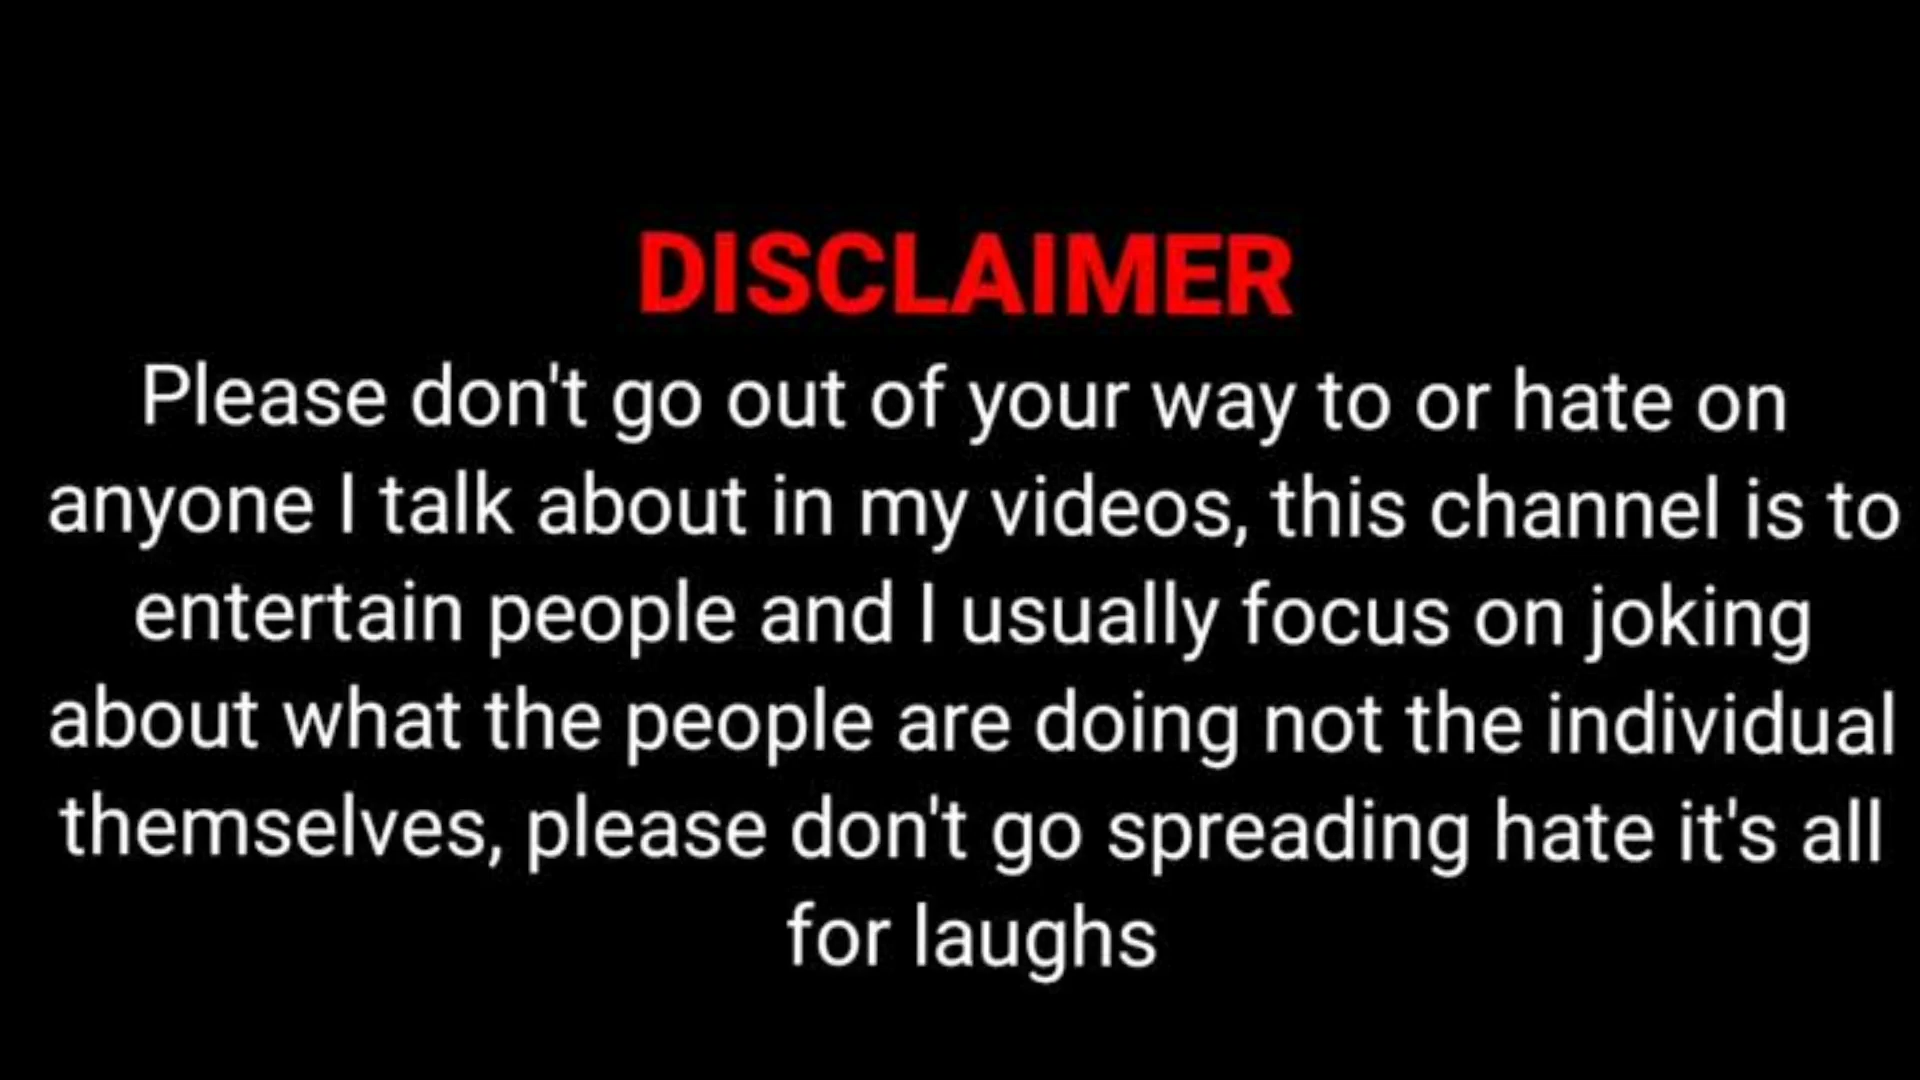 DISCLAIMER
Please don't go out of your way to or hate on
anyone I talk about in my videos, this channel is to
entertain people and I usually focus on joking
about what the people are doing not the individual
themselves, please don't go spreading hate it's all
for laughs